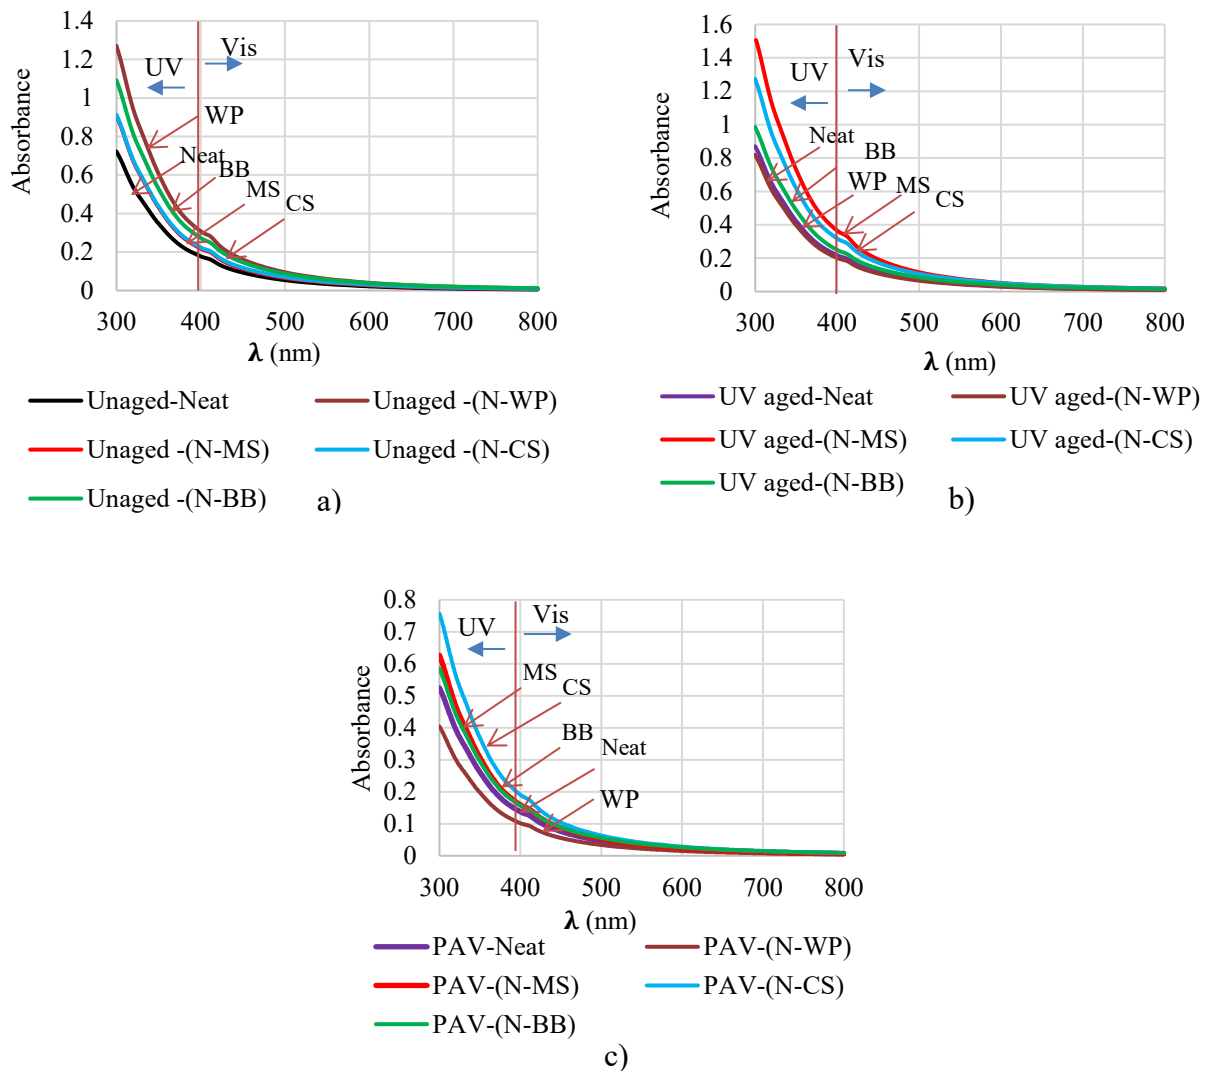 1.4
1.2
1
0.8
0.6
0.4
0.2
0
Absorbance
UV
Vis
WP
Neat
BB
MS
CS
300 400 500 600 700 800
λ (nm)
Unaged-Neat
Unaged -(N-WP)
Unaged -(N-MS)
Unaged -(N-CS)
Unaged -(N-BB)
a)
1.6
1.4
1.2
1
0.8
0.6
0.4
0.2
0
Absorbance
UV
Vis
Neat
BB
WP
MS
CS
300 400 500 600 700 800
λ (nm)
UV aged-Neat
UV aged-(N-WP)
UV aged-(N-MS)
UV aged-(N-CS)
UV aged-(N-BB)
b)
0.8
0.7
0.6
0.5
0.4
0.3
0.2
0.1
0
Absorbance
UV
Vis
MS
CS
BB
Neat
WP
300 400 500 600 700 800
λ (nm)
PAV-Neat
PAV-(N-WP)
PAV-(N-MS)
PAV-(N-CS)
PAV-(N-BB)
c)